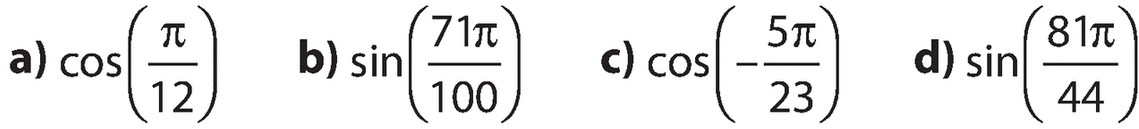 a) cos(π/12) b) sin(71π/100) c) cos(-5π/23) d) sin(81π/44)